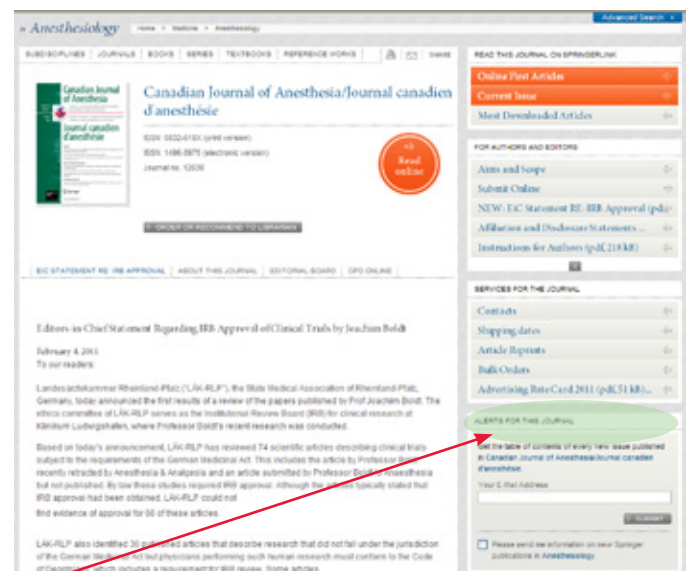 Advanced Search
» Anesthesiology
Home > Medicine > Anesthesiology
SUBDISCIPLINES | JOURNALS | BOOKS | SERIES | TEXTBOOKS | REFERENCE WORKS
SHARE
Canadian Journal of Anesthesia
Journal canadien d'anesthésie
Canadian Journal of Anesthesia/Journal canadien
d'anesthésie
ISSN: 0832-610X (print version)
ISSN: 1496-8975 (electronic version)
Journal no. 12630
Read
online
ORDER OR RECOMMEND TO LIBRARIAN
EIC STATEMENT RE: IRB APPROVAL | ABOUT THIS JOURNAL | EDITORIAL BOARD | CPD ONLINE
Editors-in-Chief Statement Regarding IRB Approval of Clinical Trials by Joachim Boldt
February 4, 2011
To our readers:
Landesärztekammer Rheinland-Pfalz ("LÄK-RLP"), the State Medical Association of Rheinland-Pfalz,
Germany, today announced the first results of a review of the papers published by Prof Joachim Boldt. The
ethics committee of LÄK-RLP serves as the Institutional Review Board (IRB) for clinical research at
Klinikum Ludwigshafen, where Professor Boldt's recent research was conducted.
Based on today's announcement, LÄK-RLP has reviewed 74 scientific articles describing clinical trials
subject to the requirements of the German Medicinal Act. This includes the article by Professor Boldt
recently retracted by Anesthesia & Analgesia and an article submitted by Professor Boldt to Anaesthesia
but not published. By law these studies required IRB approval. Although the articles typically stated that
IRB approval had been obtained, LÄK-RLP could not
find evidence of approval for 68 of these articles.
LÄK-RLP also identified 30 published articles that describe research that did not fall under the jurisdiction
of the German Medicinal Act but physicians performing such human research must conform to the Code
of Deontology, which includes a requirement for IRB review. Some articles
READ THIS JOURNAL ON SPRINGERLINK
Online First Articles
Current Issue
Most Downloaded Articles
FOR AUTHORS AND EDITORS
Aims and Scope
Submit Online
NEW: EiC Statement RE: IRB Approval (pd
Affiliation and Disclosure Statements ...
Instructions for Authors (pdf, 218 kB)
SERVICES FOR THE JOURNAL
Contacts
Shipping dates
Article Reprints
Bulk Orders
Advertising Rate Card 2011 (pdf, 51 kB)...
ALERTS FOR THIS JOURNAL
Get the table of contents of every new issue published
in Canadian Journal of Anesthesia/Journal canadien
d'anesthésie.
Your E-Mail Address
SUBMIT
Please send me information on new Springer
publications in Anesthesiology.